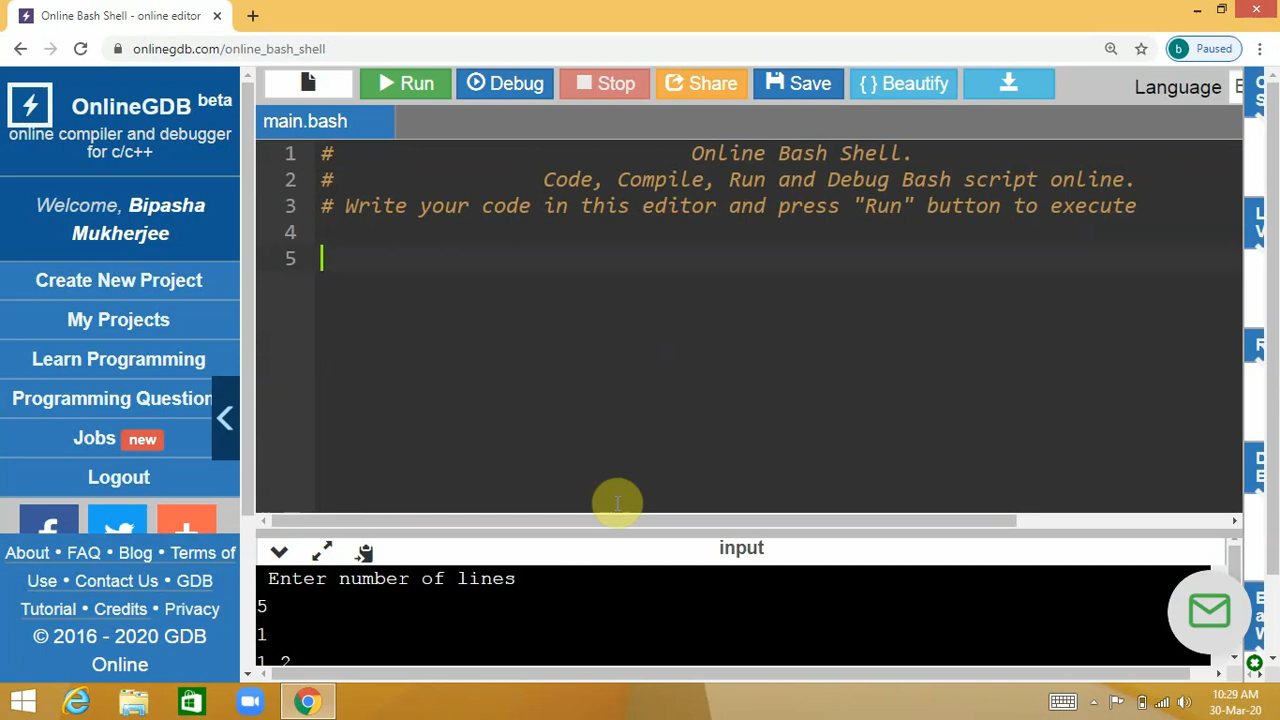 Online Bash Shell - online editor
onlinegdb.com/online_bash_shell
b Paused
OnlineGDB beta
online compiler and debugger
for c/c++
Welcome, Bipasha
Mukherjee
Create New Project
My Projects
Learn Programming
Programming Question
Jobs new
Logout
About • FAQ • Blog • Terms of
Use • Contact Us • GDB
Tutorial • Credits • Privacy
© 2016 - 2020 GDB
Online
Run
Debug
Stop
Share
Save
{ } Beautify
Language
main.bash
1 # Online Bash Shell.
2 # Code, Compile, Run and Debug Bash script online.
3 # Write your code in this editor and press "Run" button to execute
4
5
input
Enter number of lines
5
1
1 2
10:29 AM
30-Mar-20